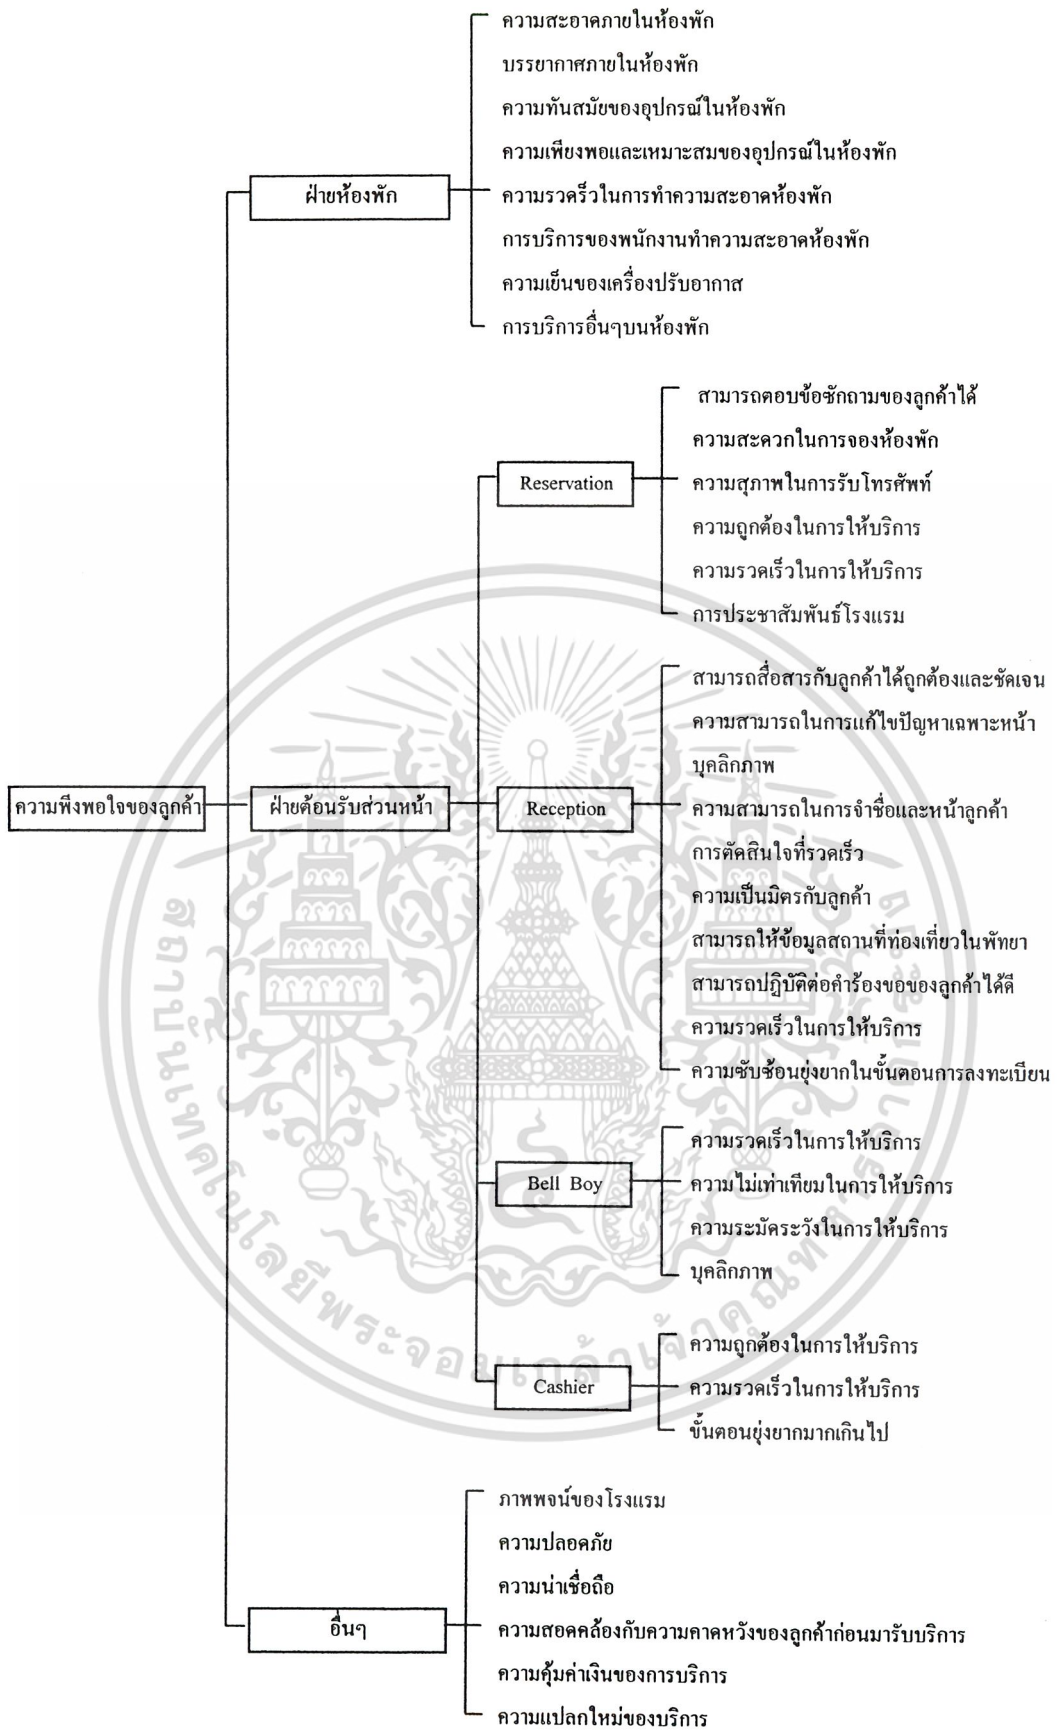 ความสะอาดภายในห้องพัก
บรรยากาศภายในห้องพัก
ความทันสมัยของอุปกรณ์ในห้องพัก
ความเพียงพอและเหมาะสมของอุปกรณ์ในห้องพัก
ฝ่ายห้องพัก
ความรวดร็วในการทำความสะอาดห้องพัก
การบริการของพนักงานทำความสะอาดห้องพัก
ความเย็นของเครื่องปรับอากาส
การบริการอื่นๆบนห้องพัก
สามารถตอบข้อซักถามของลูกค้าได้
ความสะดวกในการจองห้องพัก
Reservation
ความสุภาพในการรับโทรศัพท์
ความถูกต้องในการให้บริการ
ความรวดเร็วในการให้บริการ
การประชาสัมพันธ์โรงแรม
สามารถสื่อสารกับลูกค้าได้ถูกต้องและชัดเจน
ความสามารถในการแก้ไขปัญหาเฉพาะหน้า
บุคลิกภาพ
ความพึงพอใจของลูกค้า
ฝ่ายต้อนรับส่วนหน้า
Reception
ความสามารถในการจำชื่อและหน้าลูกค้า
การตัดสินใจที่รวดเร็ว
ความเป็นมิตรกับลูกค้า
สามารถให้ข้อมูลสถานที่ท่องเที่ยวในพัทยา
สามารถปฏิบัติต่อคำร้องขอของลูกค้าได้ดี
ความรวดเร็วในการให้บริการ
ความซับซ้อนยุ่งยากในขั้นตอนการลงทะเบียน
ความรวดเร็วในการให้บริการ
Bell Boy
ความไม่เท่าเทียมในการให้บริการ
ความระมัดระวังในการให้บริการ
บุคลิกภาพ
ความถูกต้องในการให้บริการ
Cashier
ความรวดเร็วในการให้บริการ
ขั้นตอนยุ่งยากมากเกินไป
ภาพพจน์ของโรงแรม
ความปลอดภัย
ความน่าเชื่อถือ
อื่นๆ
ความสอดคล้องกับความคาดหวังของลูกค้าก่อนมารับบริการ
ความคุ้มค่าเงินของการบริการ
ความแปลกใหม่ของบริการ
สถาบันเทคโนโลยีพระจอมเกล้าเจ้าคุณทหารลาดกระบัง